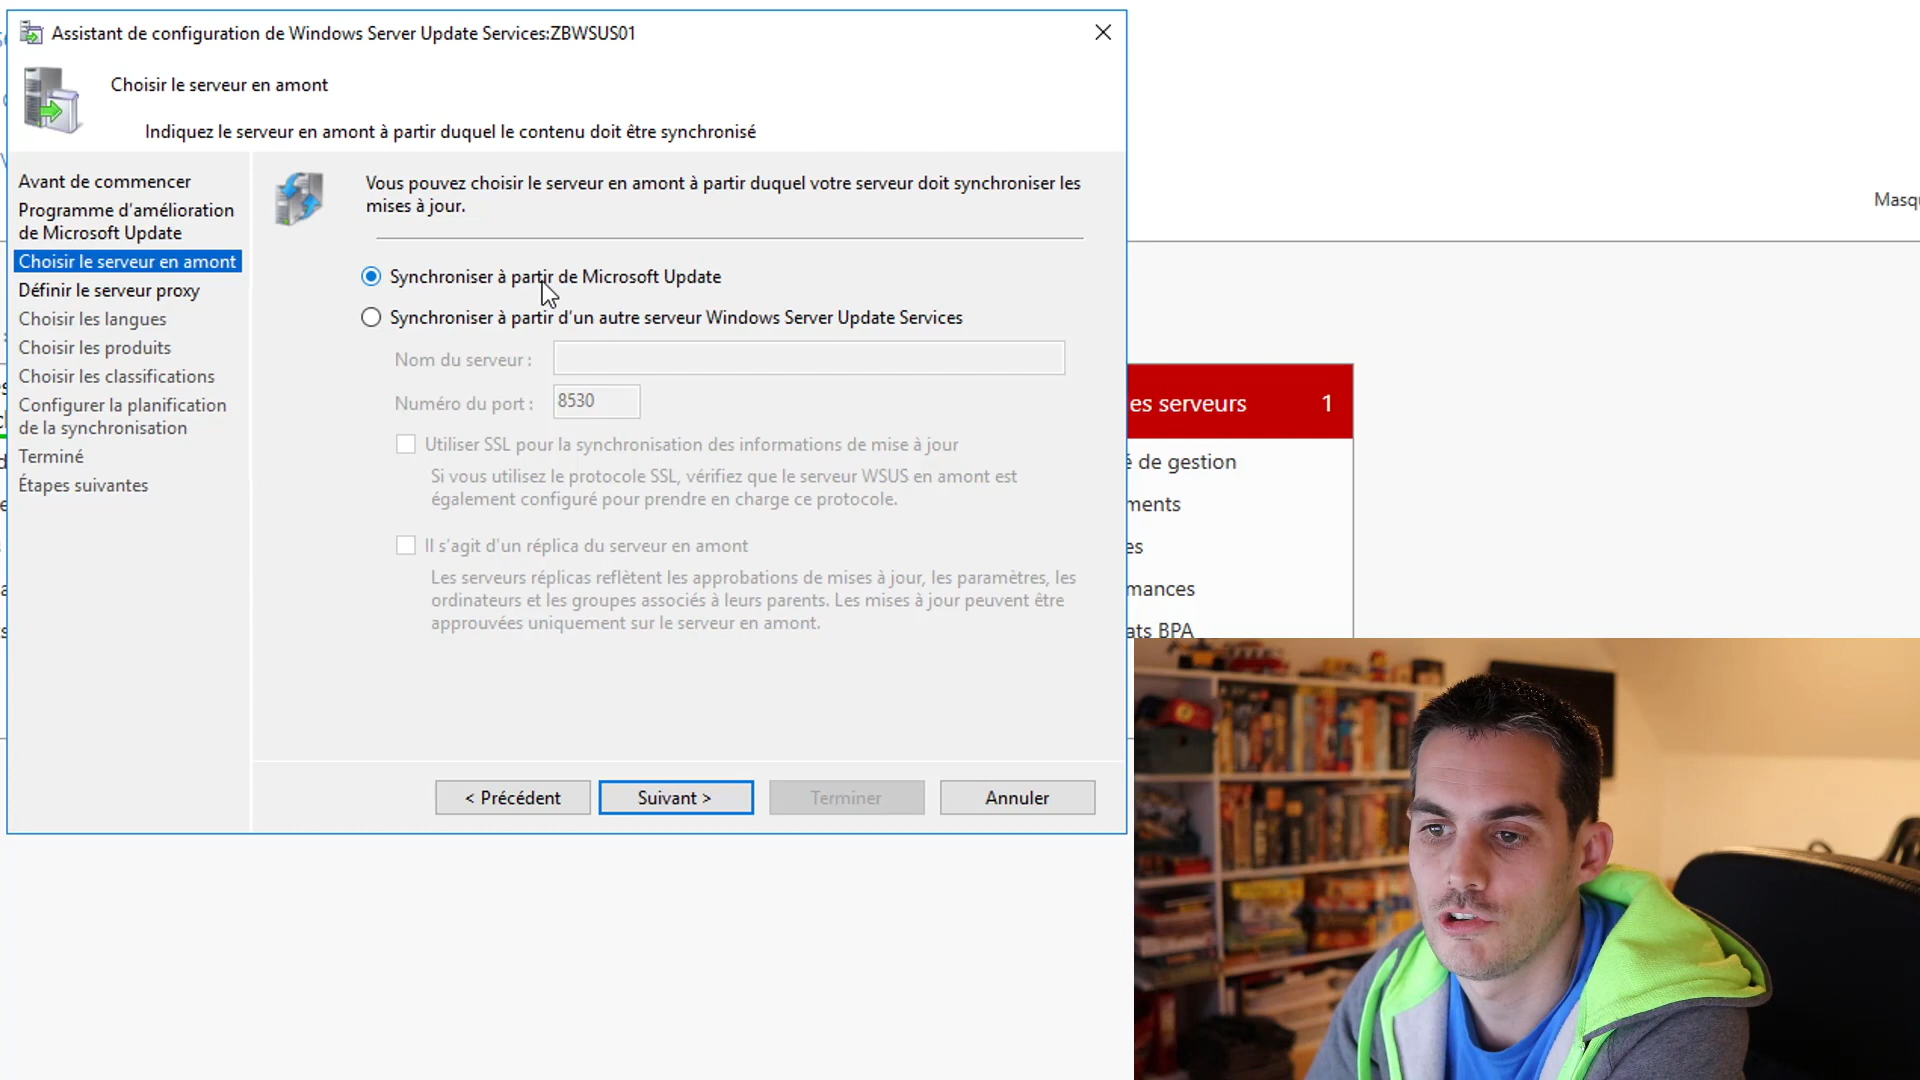 Assistant de configuration de Windows Server Update Services:ZBWSUS01
Choisir le serveur en amont
Indiquez le serveur en amont à partir duquel le contenu doit être synchronisé
Avant de commencer
Programme d'amélioration
de Microsoft Update
Choisir le serveur en amont
Définir le serveur proxy
Choisir les langues
Choisir les produits
Choisir les classifications
Configurer la planification
de la synchronisation
Terminé
Étapes suivantes
Vous pouvez choisir le serveur en amont à partir duquel votre serveur doit synchroniser les
mises à jour.
Synchroniser à partir de Microsoft Update
Synchroniser à partir d'un autre serveur Windows Server Update Services
Nom du serveur :
Numéro du port : 8530
Utiliser SSL pour la synchronisation des informations de mise à jour
Si vous utilisez le protocole SSL, vérifiez que le serveur WSUS en amont est
également configuré pour prendre en charge ce protocole.
Il s'agit d'un réplica du serveur en amont
Les serveurs réplicas reflètent les approbations de mises à jour, les paramètres, les
ordinateurs et les groupes associés à leurs parents. Les mises à jour peuvent être
approuvées uniquement sur le serveur en amont.
< Précédent Suivant > Terminer Annuler
Masqu
es serveurs 1
é de gestion
ments
es
mances
ats BPA